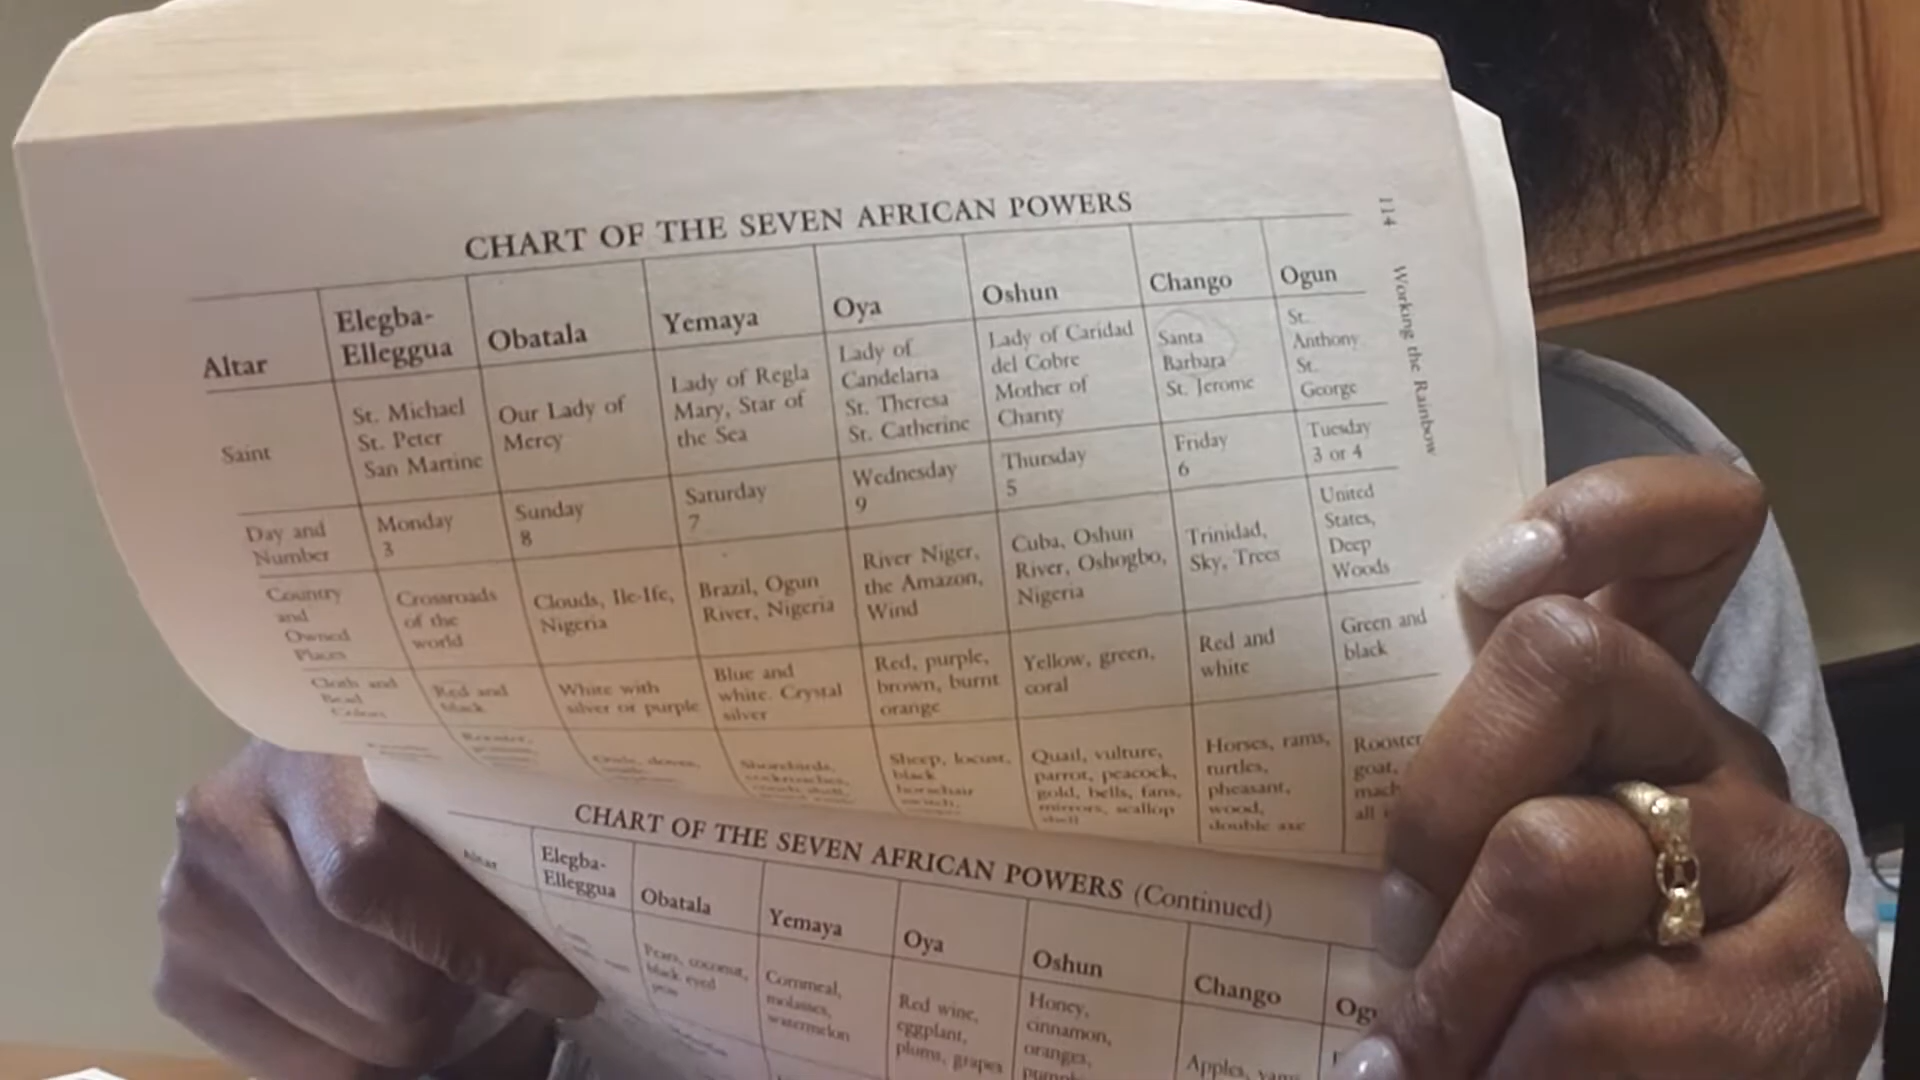 CHART OF THE SEVEN AFRICAN POWERS
114 Working the Rainbow
Altar
Elegba-
Elleggua
Obatala
Yemaya
Oya
Oshun
Chango
Ogun
Saint
St. Michael
St. Peter
San Martine
Our Lady of
Mercy
Lady of Regla
Mary, Star of
the Sea
Lady of
Candelaria
St. Theresa
St. Catherine
Lady of Caridad
del Cobre
Mother of
Charity
Santa
Barbara
St. Jerome
St.
Anthony
St.
George
Day and
Number
Monday
3
Sunday
8
Saturday
7
Wednesday
9
Thursday
5
Friday
6
Tuesday
3 or 4
Country
and
Owned
Places
Crossroads
of the
world
Clouds, Ile-Ife,
Nigeria
Brazil, Ogun
River, Nigeria
River Niger,
the Amazon,
Wind
Cuba, Oshun
River, Oshogbo,
Nigeria
Trinidad,
Sky, Trees
United
States,
Deep
Woods
Cloth and
Bead
Colors
Red and
black
White with
silver or purple
Blue and
white. Crystal
silver
Red, purple,
brown, burnt
orange
Yellow, green,
coral
Red and
white
Green and
black
Sheep, locust,
black
horsehair
switch,
Quail, vulture,
parrot, peacock,
gold, bells, fans,
mirrors, scallop
shell
Horses, rams,
turtles,
pheasant,
wood,
double axe
Rooster
goat,
all
CHART OF THE SEVEN AFRICAN POWERS (Continued)
Altar
Elegba-
Elleggua
Obatala
Yemaya
Oya
Oshun
Chango
Pears, coconut,
black eyed
peas
Cornmeal,
molasses,
watermelon
Red wine,
eggplant,
plums, grapes
Honey,
cinnamon,
oranges,
Apples,